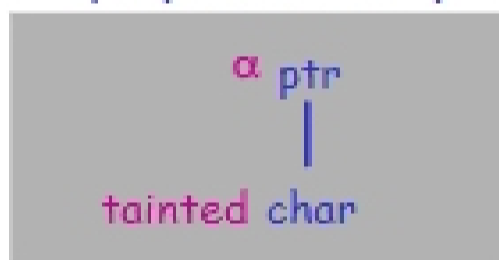 α ptr
tainted char